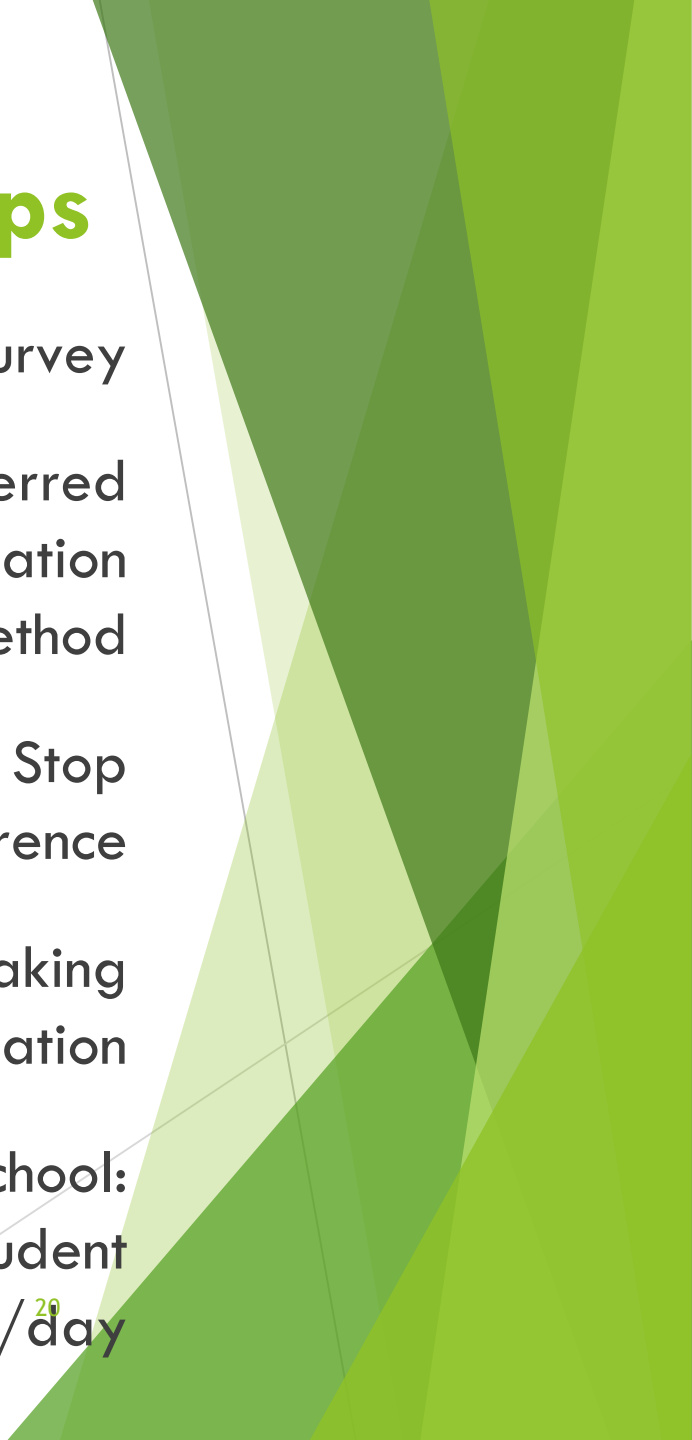 ps
urvey
erred
ation
ethod
Stop
rence
aking
ation
chool:
udent
/day
20